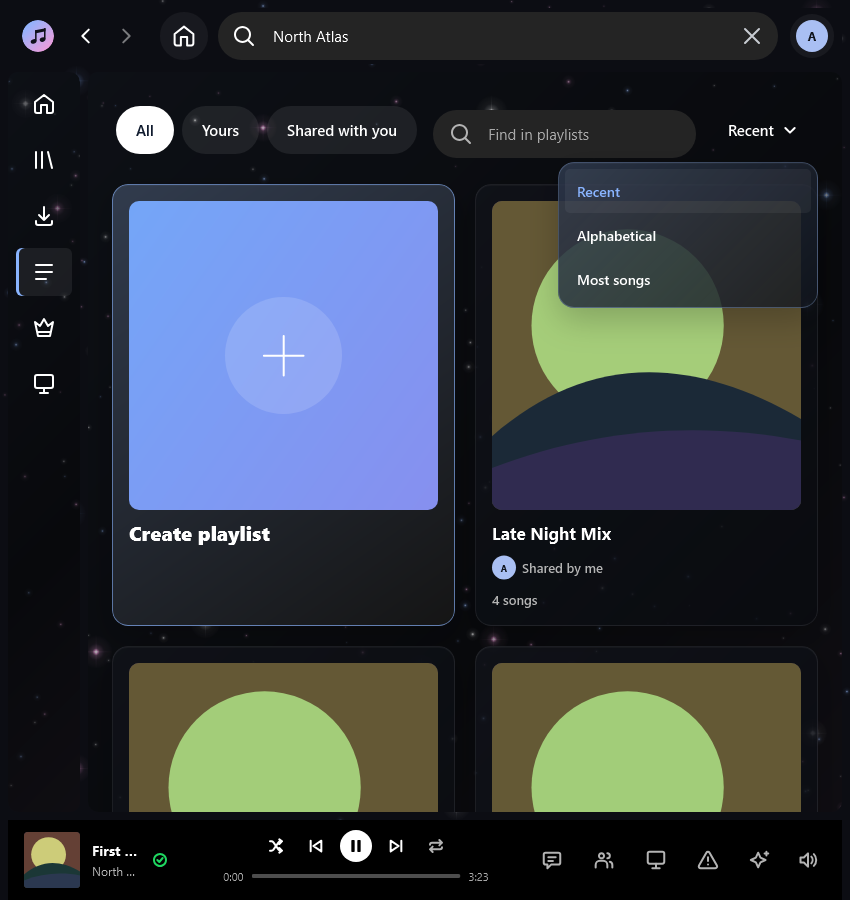 North Atlas
A
All
Yours
Shared with you
Find in playlists
Recent
Recent
Alphabetical
Most songs
Create playlist
Late Night Mix
A
Shared by me
4 songs
First ...
North ...
0:00
3:23